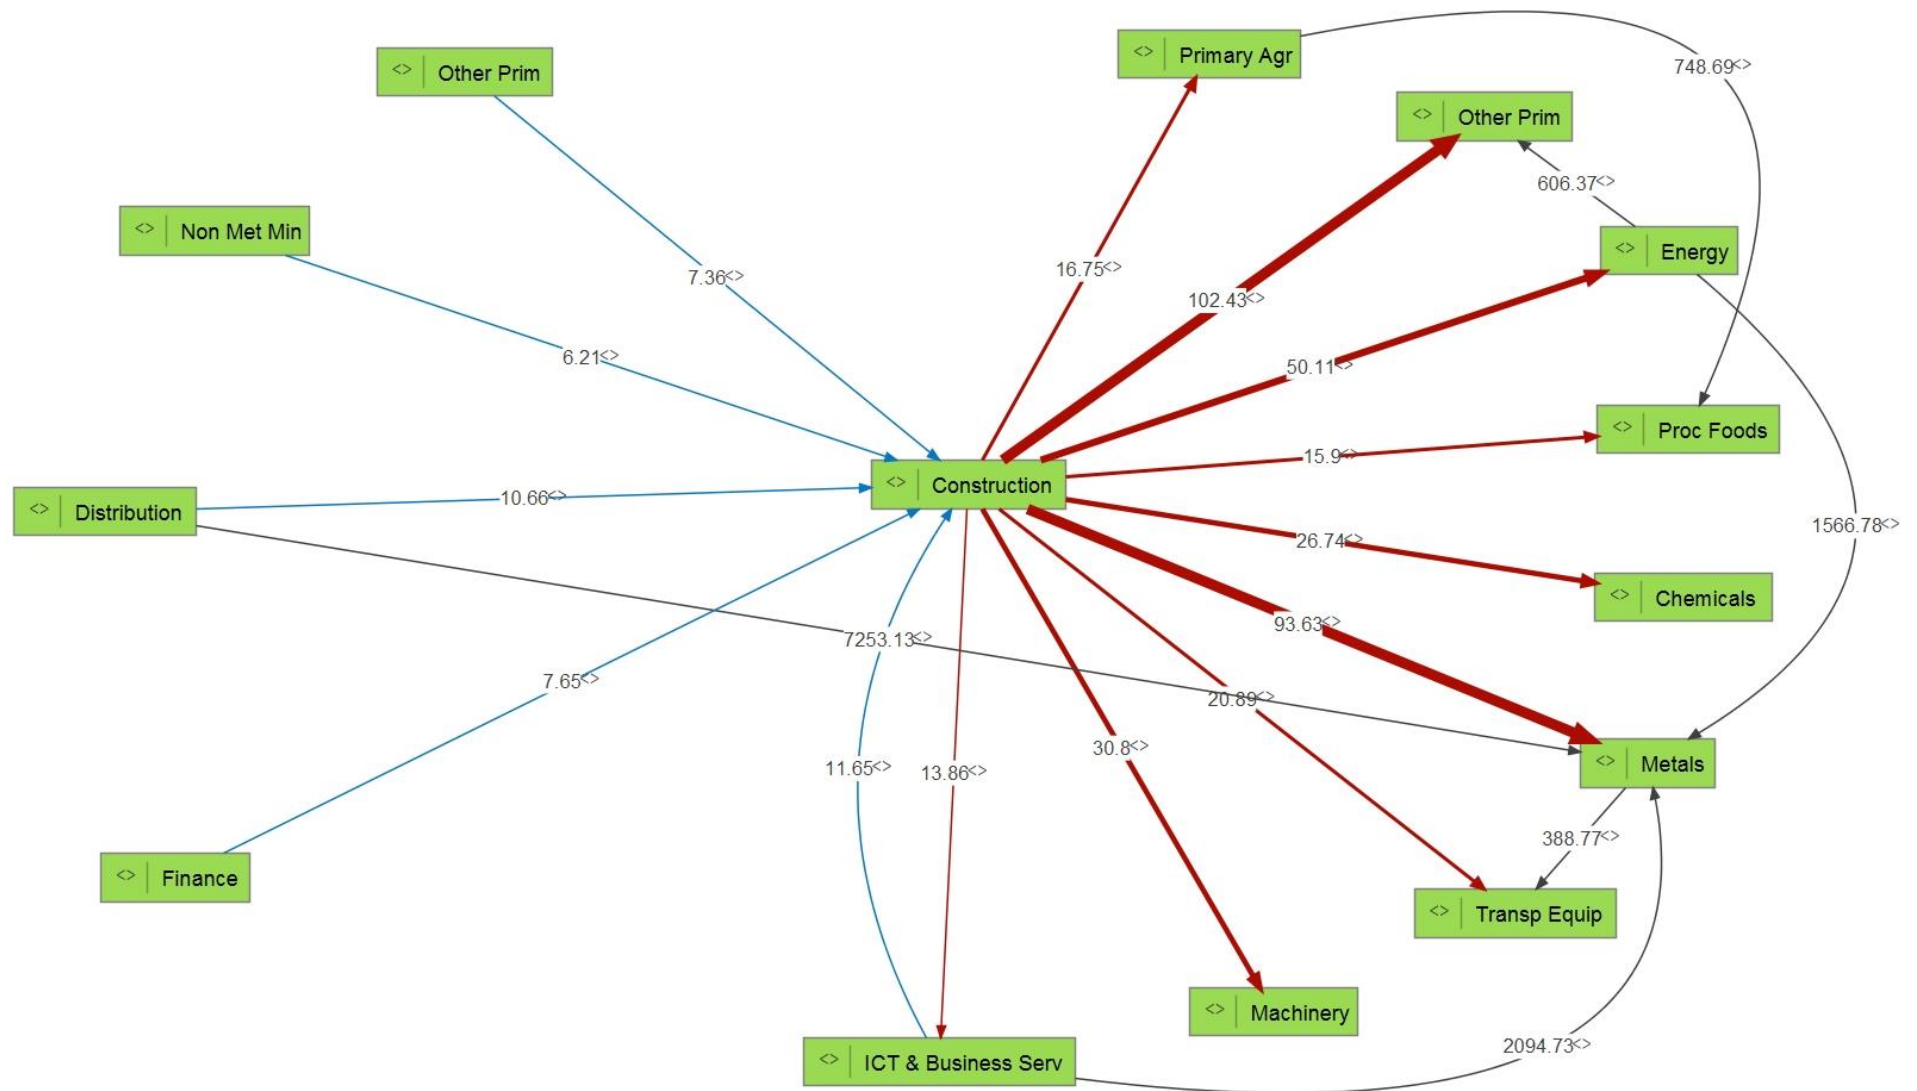 <> Primary Agr
748.69<>
<> Other Prim
<> Other Prim
606.37<>
<> Non Met Min
<> Energy
16.75<>
7.36<>
102.43<>
6.21<>
50.11<>
<> Proc Foods
15.9<>
<> Construction
10.66<>
<> Distribution
1566.78<>
26.74<>
<> Chemicals
93.63<>
7253.13<>
7.65<>
20.89<>
30.8<>
<> Metals
11.65<>
13.86<>
388.77<>
<> Finance
<> Transp Equip
<> Machinery
2094.73<>
<> ICT & Business Serv